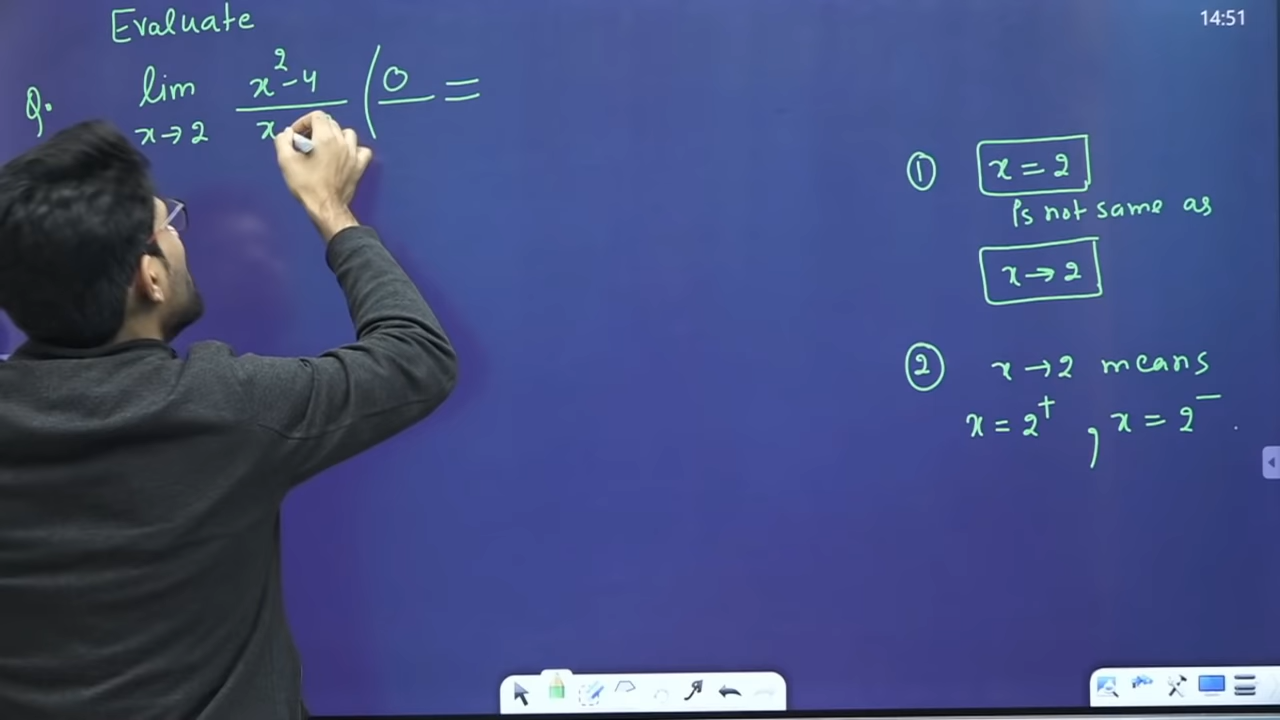 14:51
Evaluate
Q. lim x→2 x²-4 / x (0 =
① x = 2
is not same as
x → 2
② x → 2 means
x = 2⁺ , x = 2⁻ .